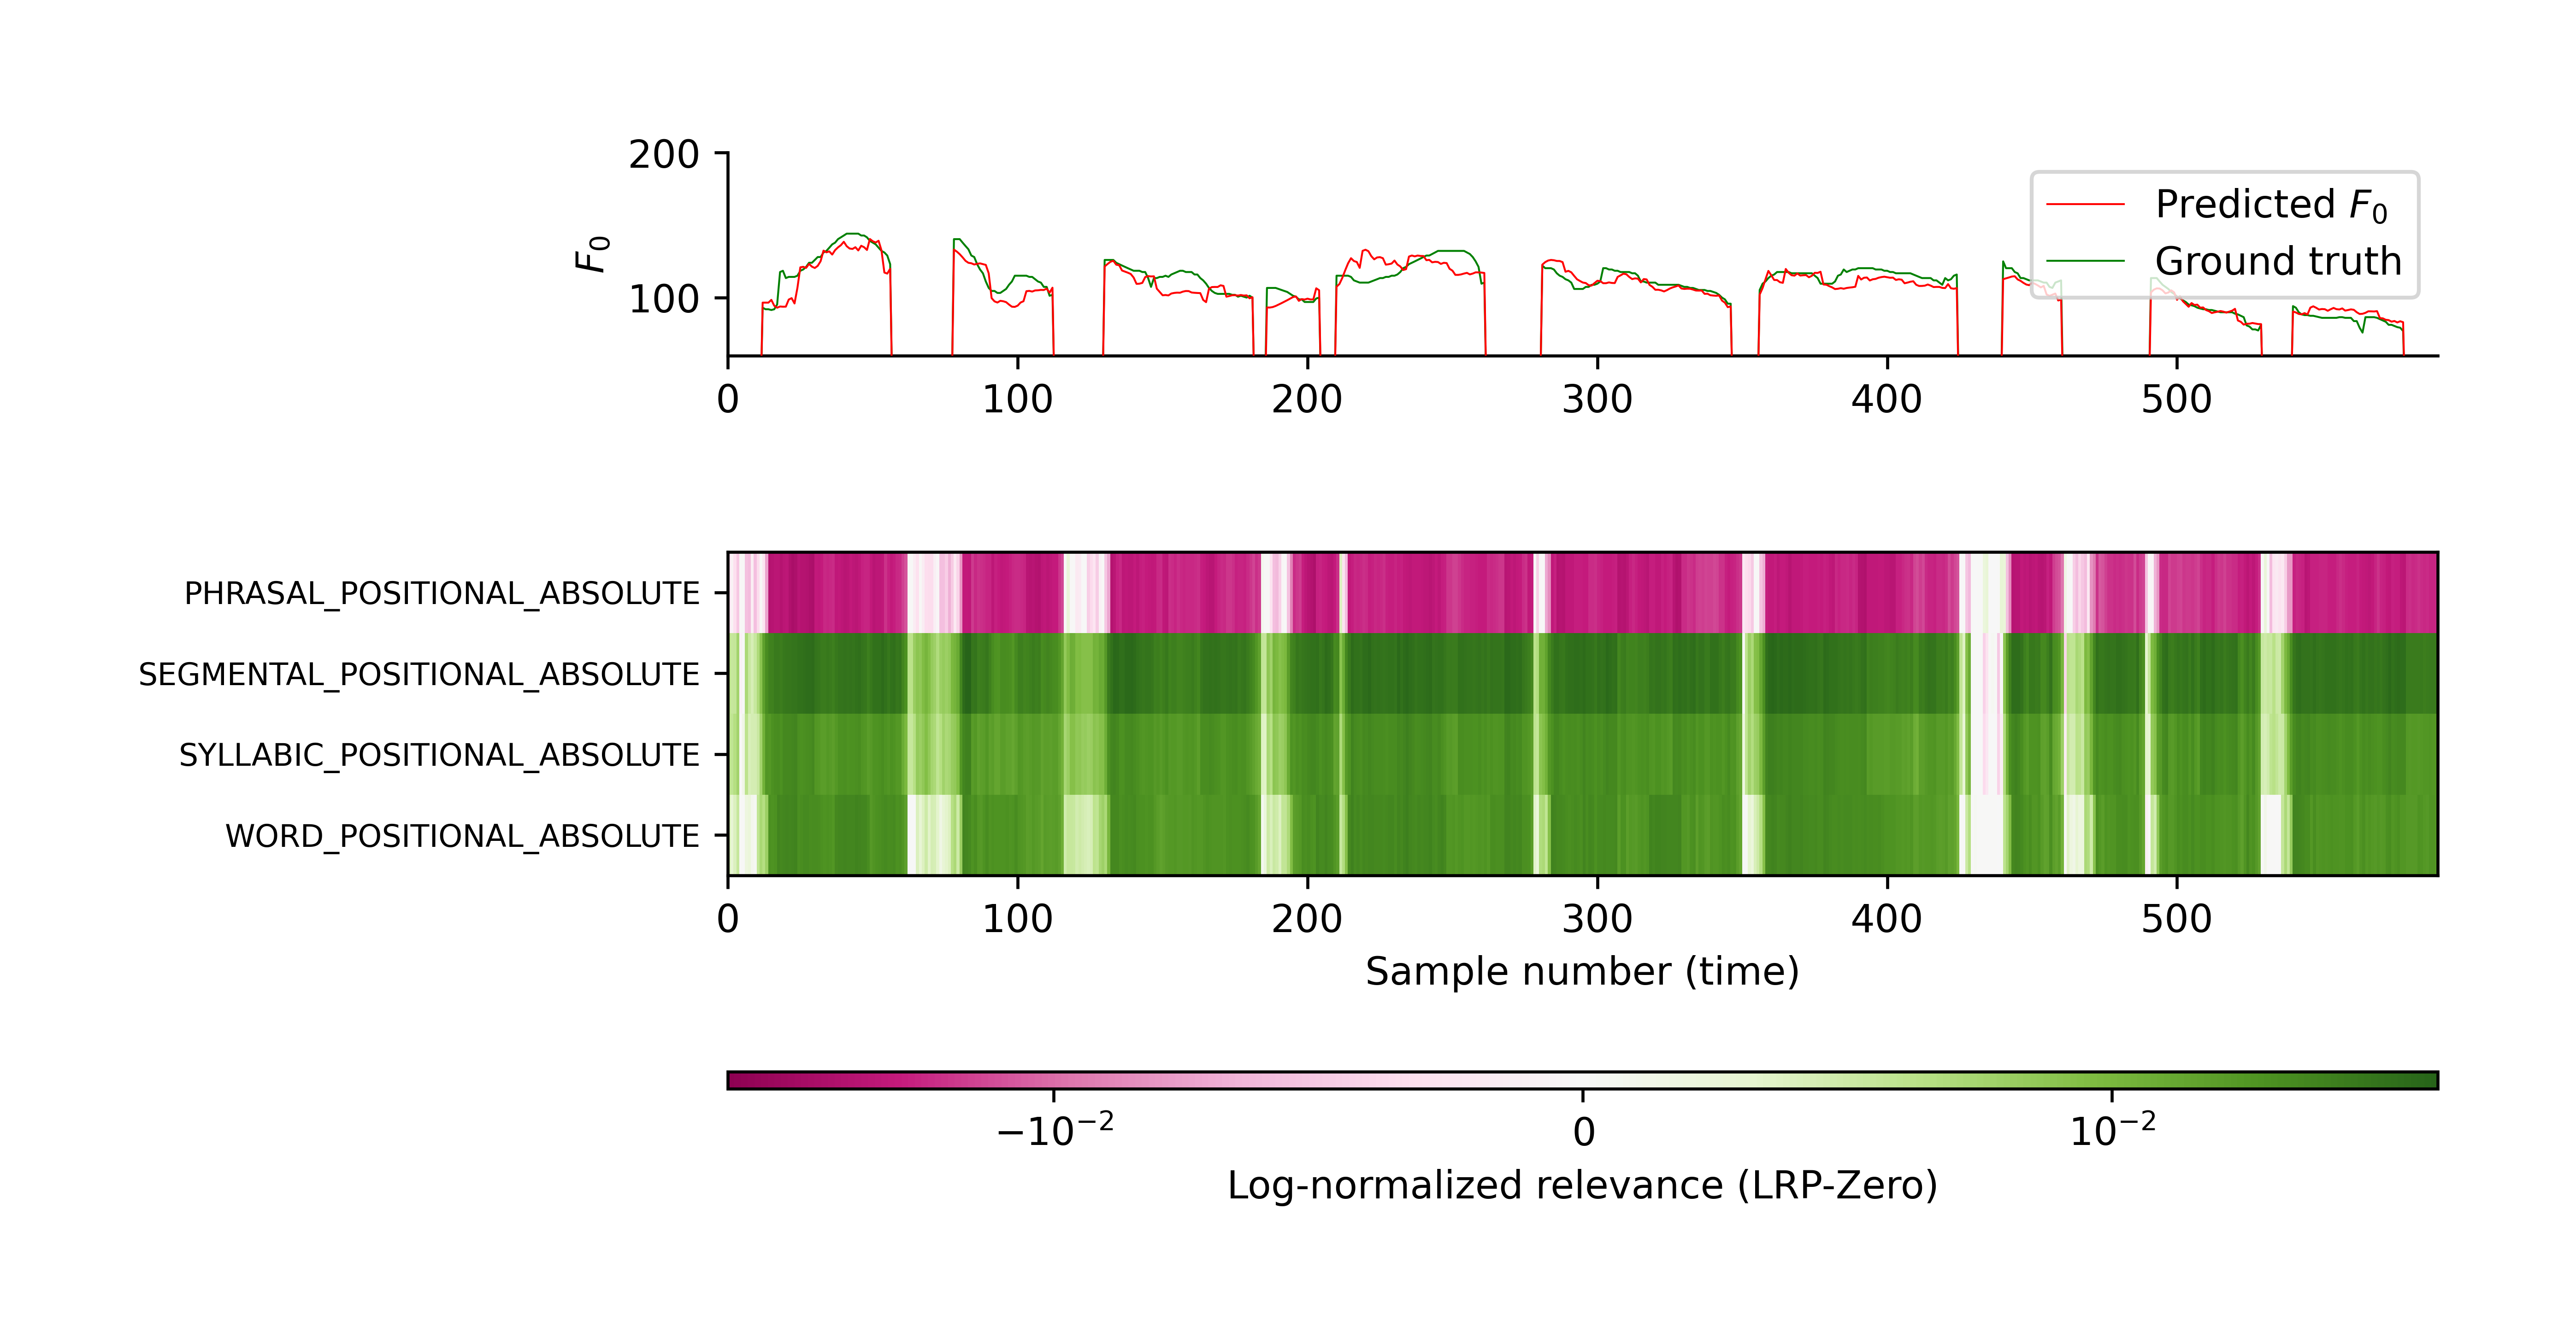 200
100
F0
Predicted F0
Ground truth
0 100 200 300 400 500
PHRASAL_POSITIONAL_ABSOLUTE
SEGMENTAL_POSITIONAL_ABSOLUTE
SYLLABIC_POSITIONAL_ABSOLUTE
WORD_POSITIONAL_ABSOLUTE
0 100 200 300 400 500
Sample number (time)
−10−2 0 10−2
Log-normalized relevance (LRP-Zero)